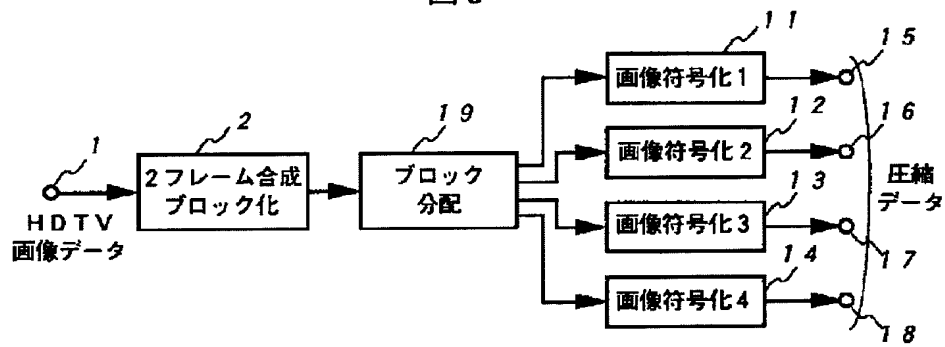 1
HDTV
画像データ
2
2フレーム合成
ブロック化
19
ブロック
分配
11
画像符号化1
12
画像符号化2
13
画像符号化3
14
画像符号化4
15
16
圧縮
データ
17
18